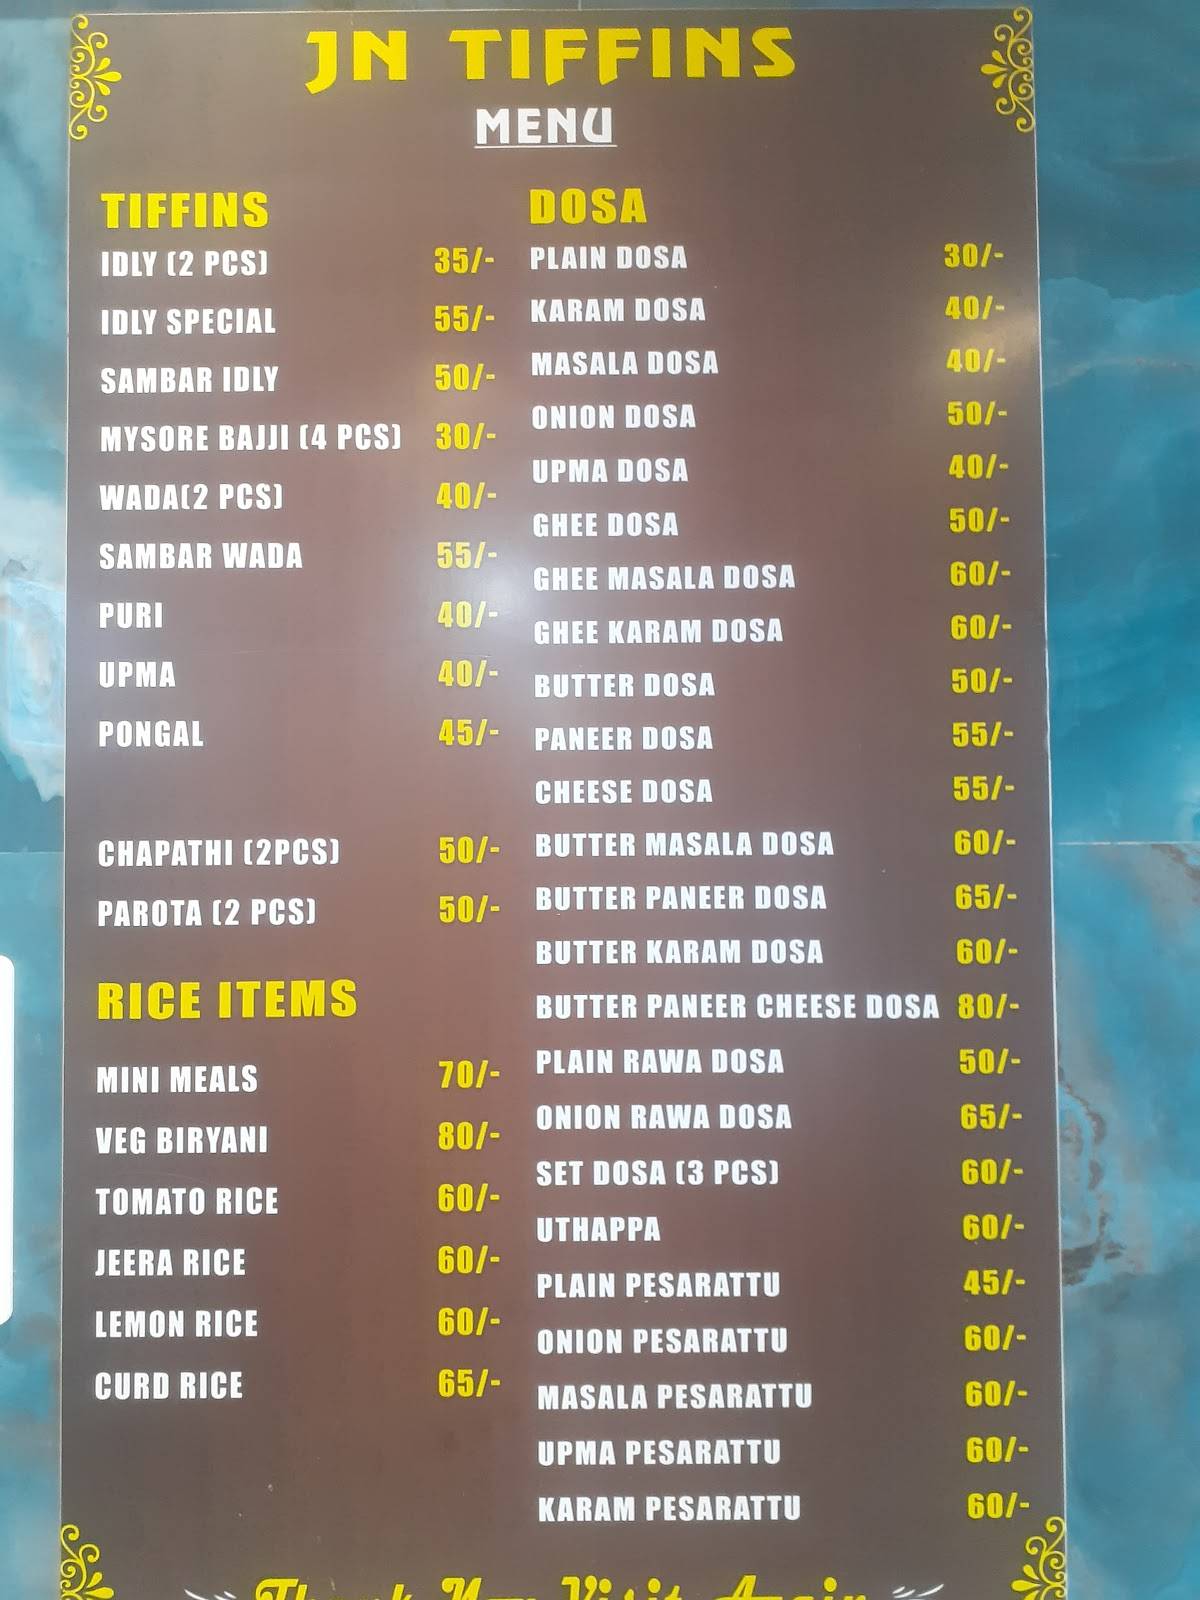 JN TIFFINS
MENU
TIFFINS
IDLY (2 PCS) 35/-
IDLY SPECIAL 55/-
SAMBAR IDLY 50/-
MYSORE BAJJI (4 PCS) 30/-
WADA(2 PCS) 40/-
SAMBAR WADA 55/-
PURI 40/-
UPMA 40/-
PONGAL 45/-
CHAPATHI (2PCS) 50/-
PAROTA (2 PCS) 50/-
RICE ITEMS
MINI MEALS 70/-
VEG BIRYANI 80/-
TOMATO RICE 60/-
JEERA RICE 60/-
LEMON RICE 60/-
CURD RICE 65/-
DOSA
PLAIN DOSA 30/-
KARAM DOSA 40/-
MASALA DOSA 40/-
ONION DOSA 50/-
UPMA DOSA 40/-
GHEE DOSA 50/-
GHEE MASALA DOSA 60/-
GHEE KARAM DOSA 60/-
BUTTER DOSA 50/-
PANEER DOSA 55/-
CHEESE DOSA 55/-
BUTTER MASALA DOSA 60/-
BUTTER PANEER DOSA 65/-
BUTTER KARAM DOSA 60/-
BUTTER PANEER CHEESE DOSA 80/-
PLAIN RAWA DOSA 50/-
ONION RAWA DOSA 65/-
SET DOSA (3 PCS) 60/-
UTHAPPA 60/-
PLAIN PESARATTU 45/-
ONION PESARATTU 60/-
MASALA PESARATTU 60/-
UPMA PESARATTU 60/-
KARAM PESARATTU 60/-
Visit Again